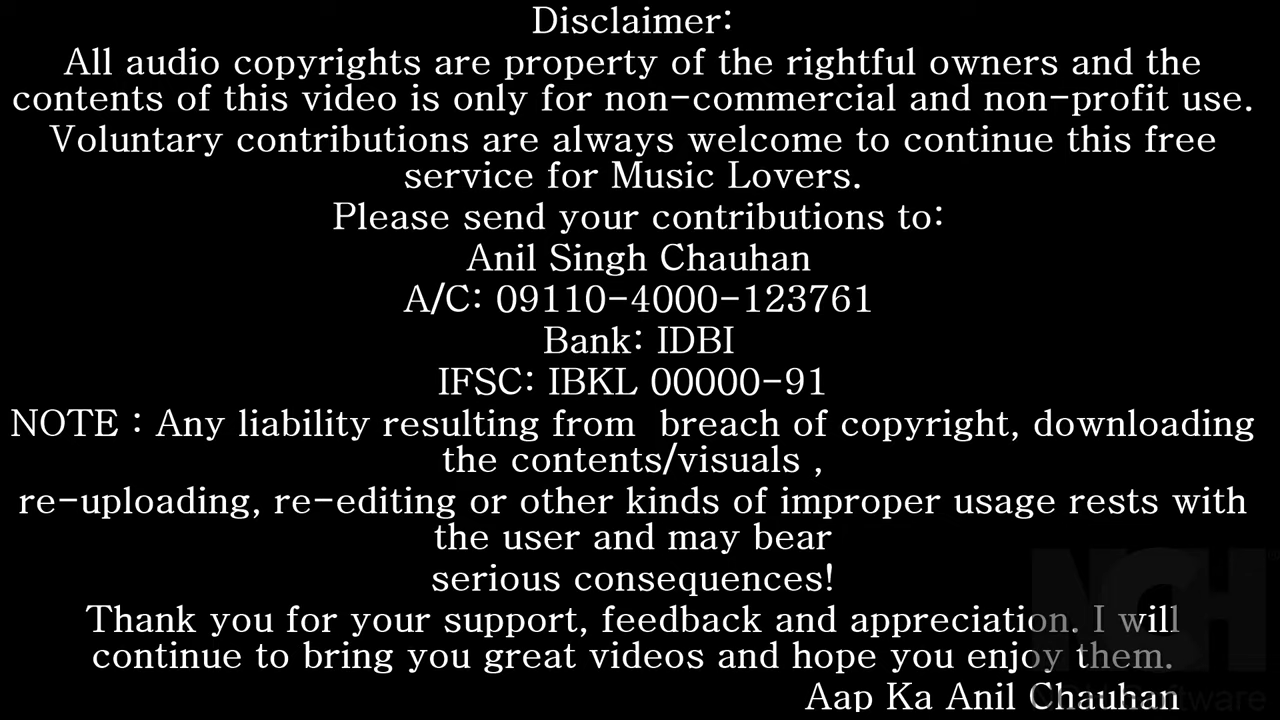 Disclaimer:
All audio copyrights are property of the rightful owners and the
contents of this video is only for non-commercial and non-profit use.
Voluntary contributions are always welcome to continue this free
service for Music Lovers.
Please send your contributions to:
Anil Singh Chauhan
A/C: 09110-4000-123761
Bank: IDBI
IFSC: IBKL 00000-91
NOTE : Any liability resulting from  breach of copyright, downloading
the contents/visuals ,
re-uploading, re-editing or other kinds of improper usage rests with
the user and may bear
serious consequences!
Thank you for your support, feedback and appreciation. I will
continue to bring you great videos and hope you enjoy them.
Aap Ka Anil Chauhan
NCH
NCH Software